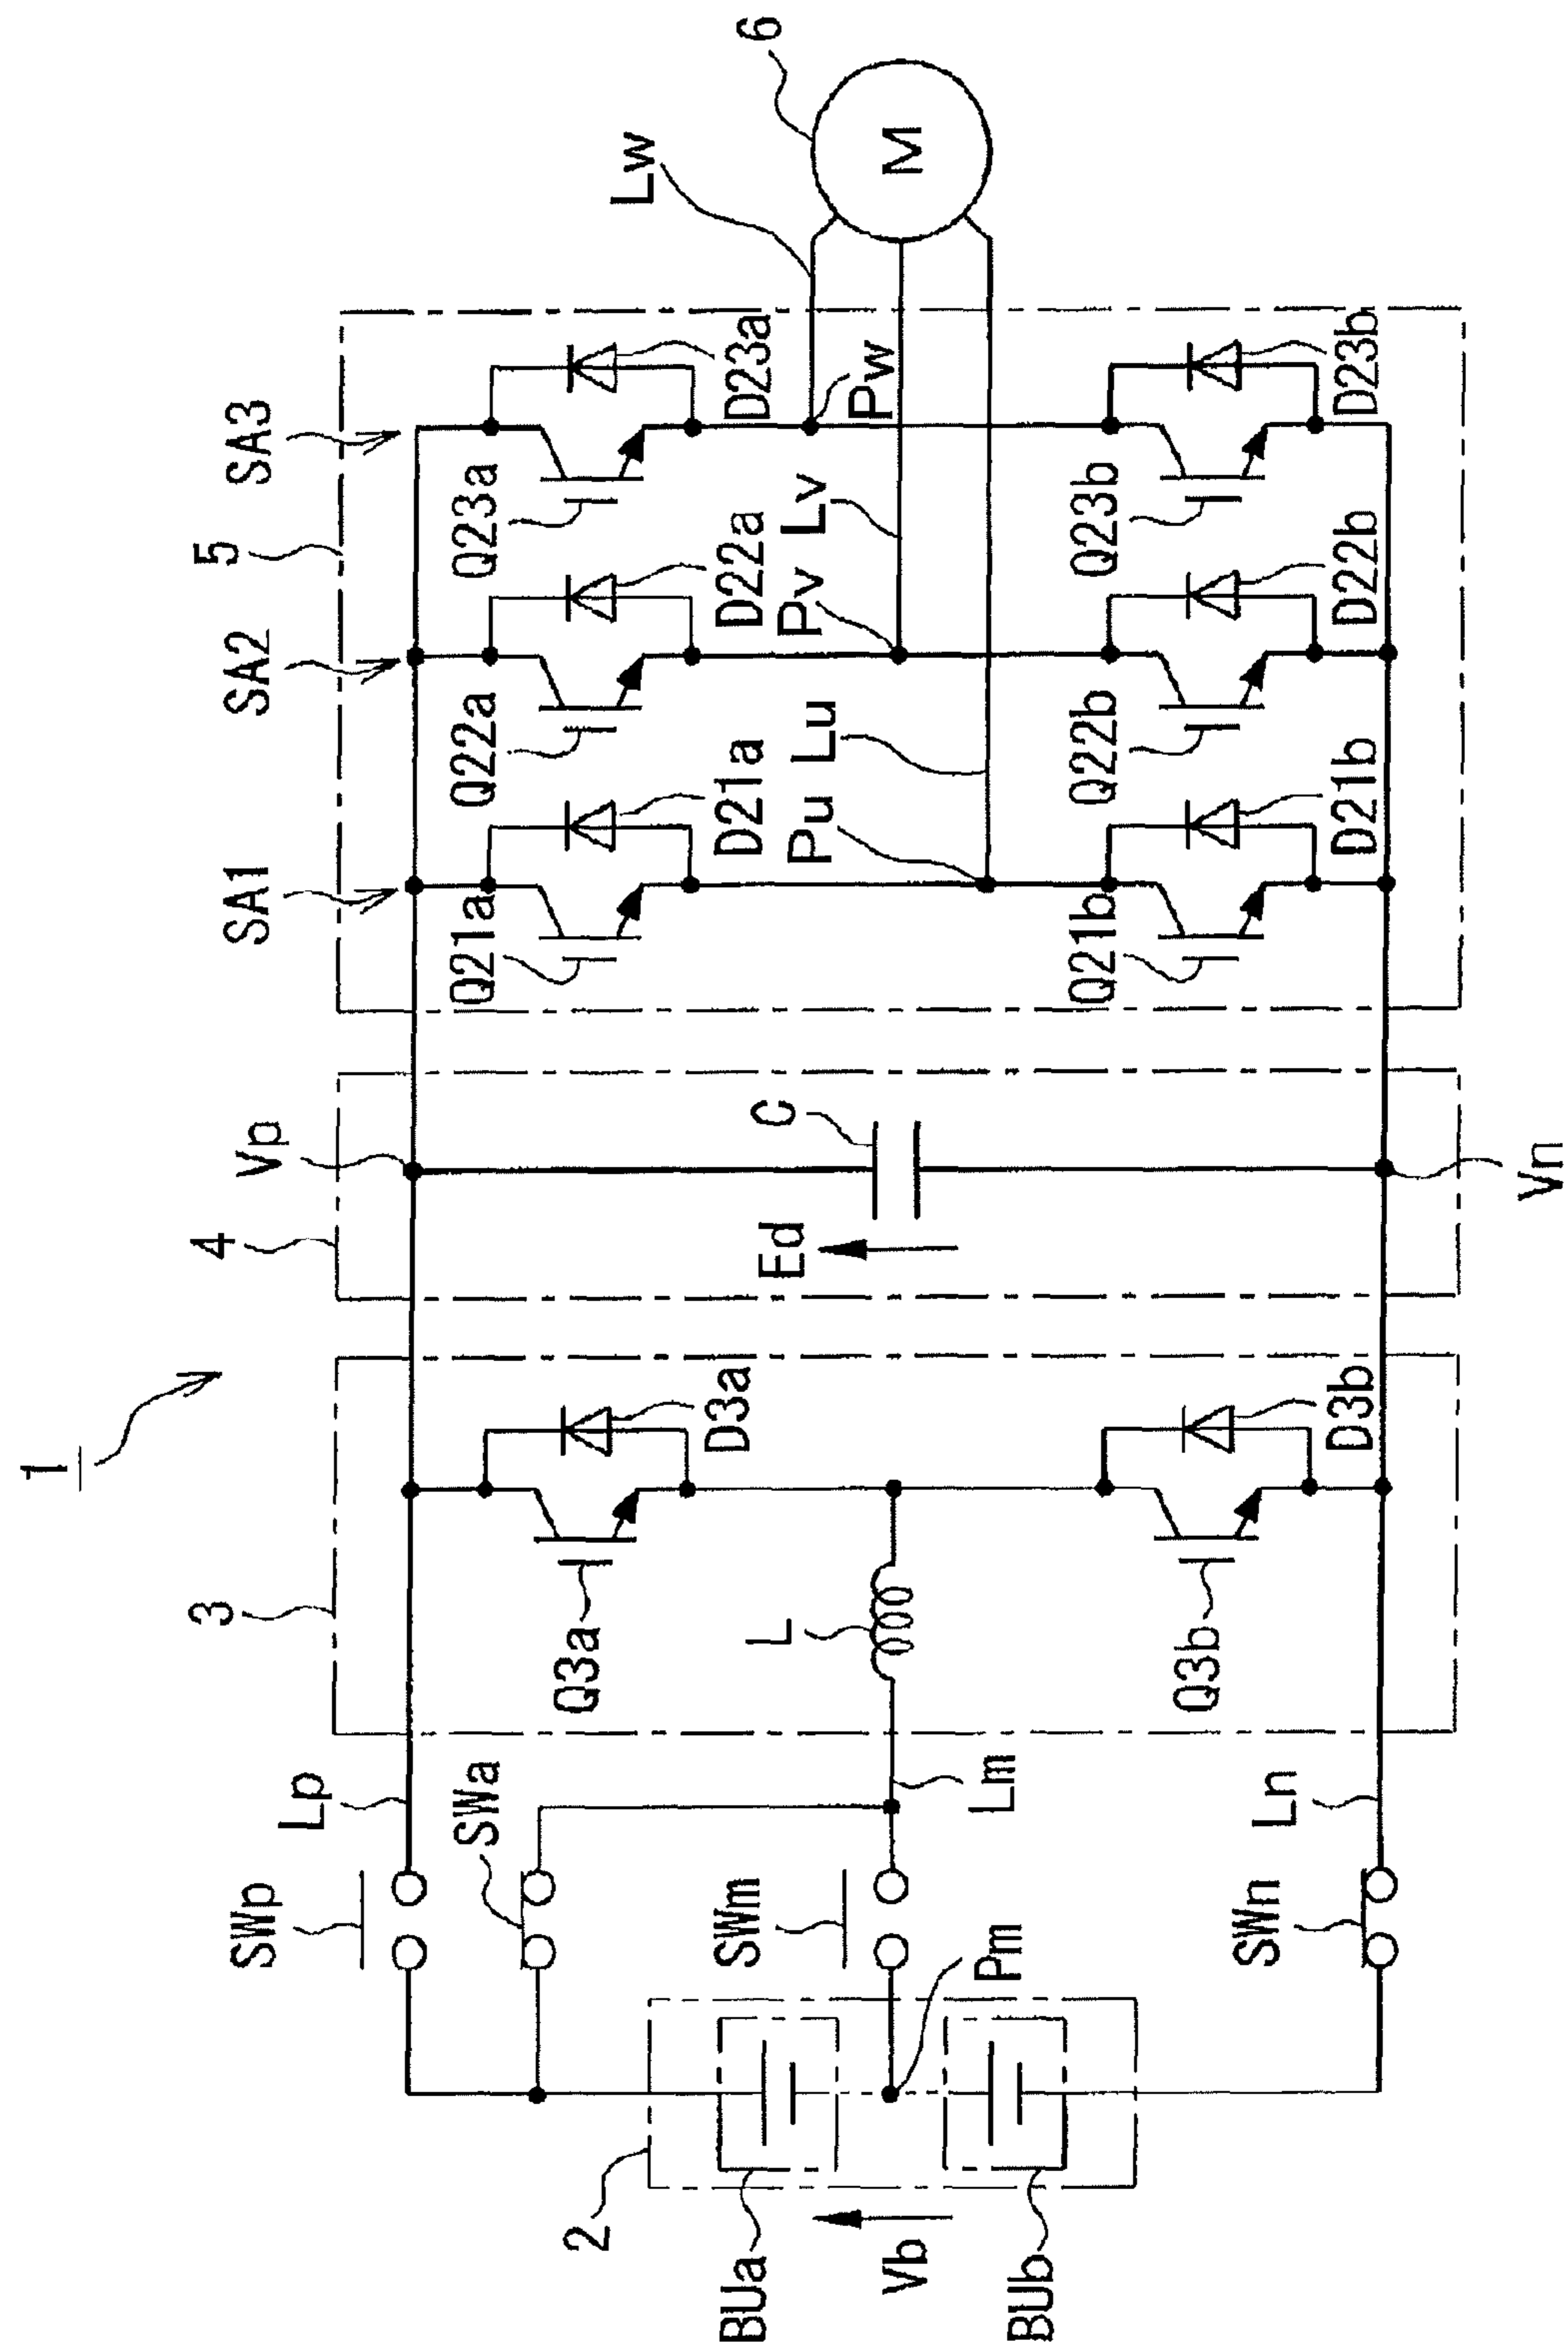 1
2
BUa
Vb
BUb
SWp
SWa
SWm
Pm
SWn
Lp
Lm
Ln
3
Q3a
D3a
L
Q3b
D3b
4
Vp
Ed
C
Vn
5
SA1
SA2
SA3
Q21a
D21a
Q22a
D22a
Q23a
D23a
Pu
Lu
Pv
Lv
Pw
Lw
Q21b
D21b
Q22b
D22b
Q23b
D23b
M
6